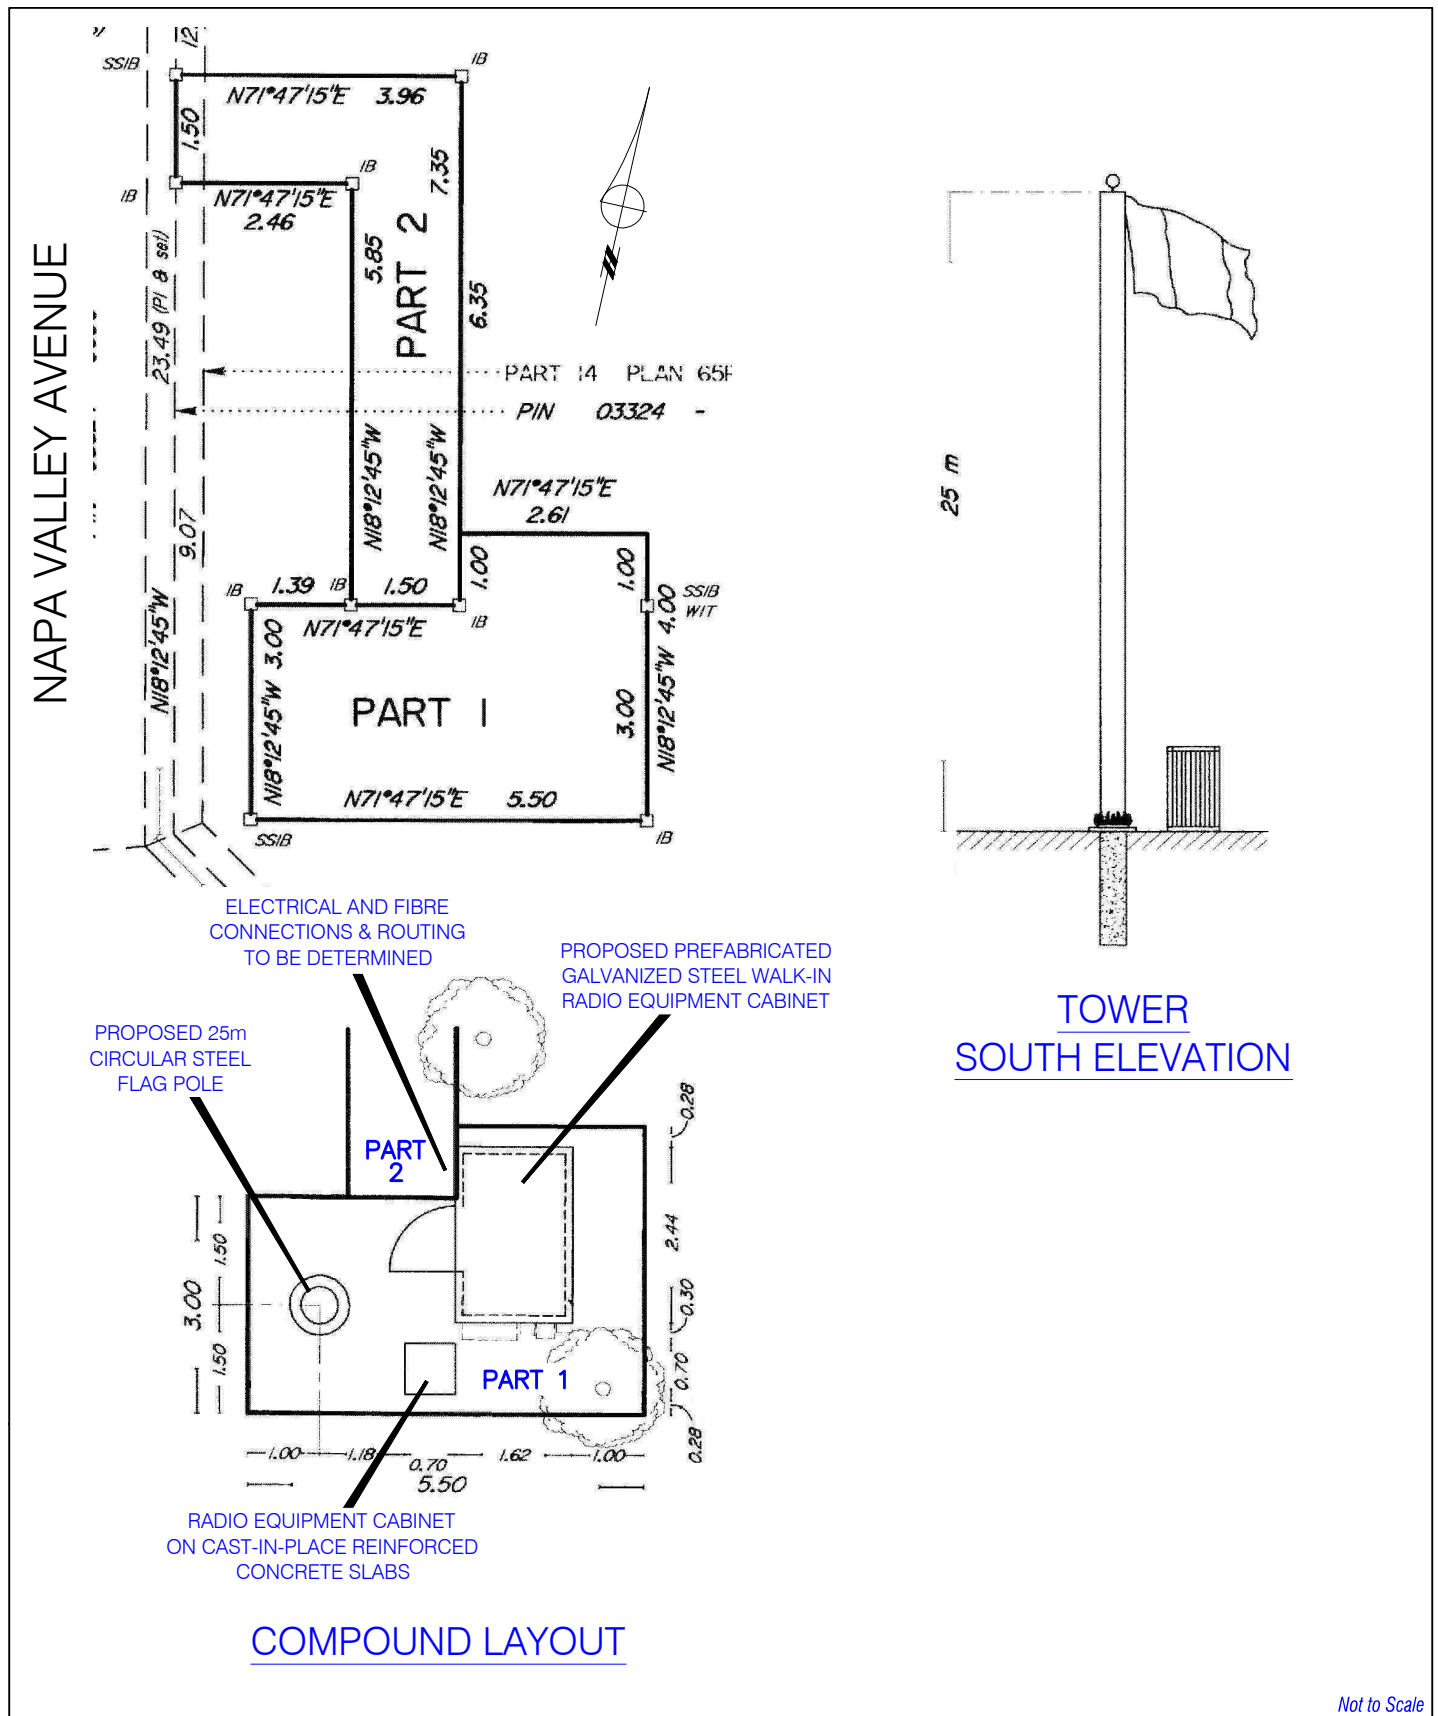 NAPA VALLEY AVENUE
SSIB
12
IB
N71°47'15"E 3.96
1.50
IB
IB
N71°47'15"E
2.46
7.35
PART 2
5.85
6.35
23.49 (P1 & set)
PART 14 PLAN 65
PIN 03324 -
N18°12'45"W
N18°12'45"W
N71°47'15"E
2.61
9.07
N18°12'45"W
IB
1.39
IB
1.50
1.00
1.00
SSIB
WIT
N71°47'15"E
IB
N18°12'45"W 3.00
PART 1
3.00
N18°12'45"W 4.00
N71°47'15"E 5.50
SSIB
IB
25 m
TOWER
SOUTH ELEVATION
ELECTRICAL AND FIBRE
CONNECTIONS & ROUTING
TO BE DETERMINED
PROPOSED PREFABRICATED
GALVANIZED STEEL WALK-IN
RADIO EQUIPMENT CABINET
PROPOSED 25m
CIRCULAR STEEL
FLAG POLE
PART
2
0.28
2.44
0.30
0.70
0.28
3.00
1.50
1.50
PART 1
1.00
1.18
0.70
1.62
1.00
5.50
RADIO EQUIPMENT CABINET
ON CAST-IN-PLACE REINFORCED
CONCRETE SLABS
COMPOUND LAYOUT
Not to Scale